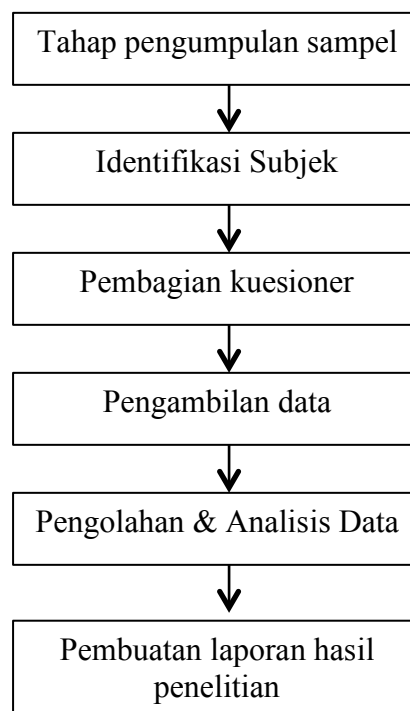 Tahap pengumpulan sampel
Identifikasi Subjek
Pembagian kuesioner
Pengambilan data
Pengolahan & Analisis Data
Pembuatan laporan hasil
penelitian